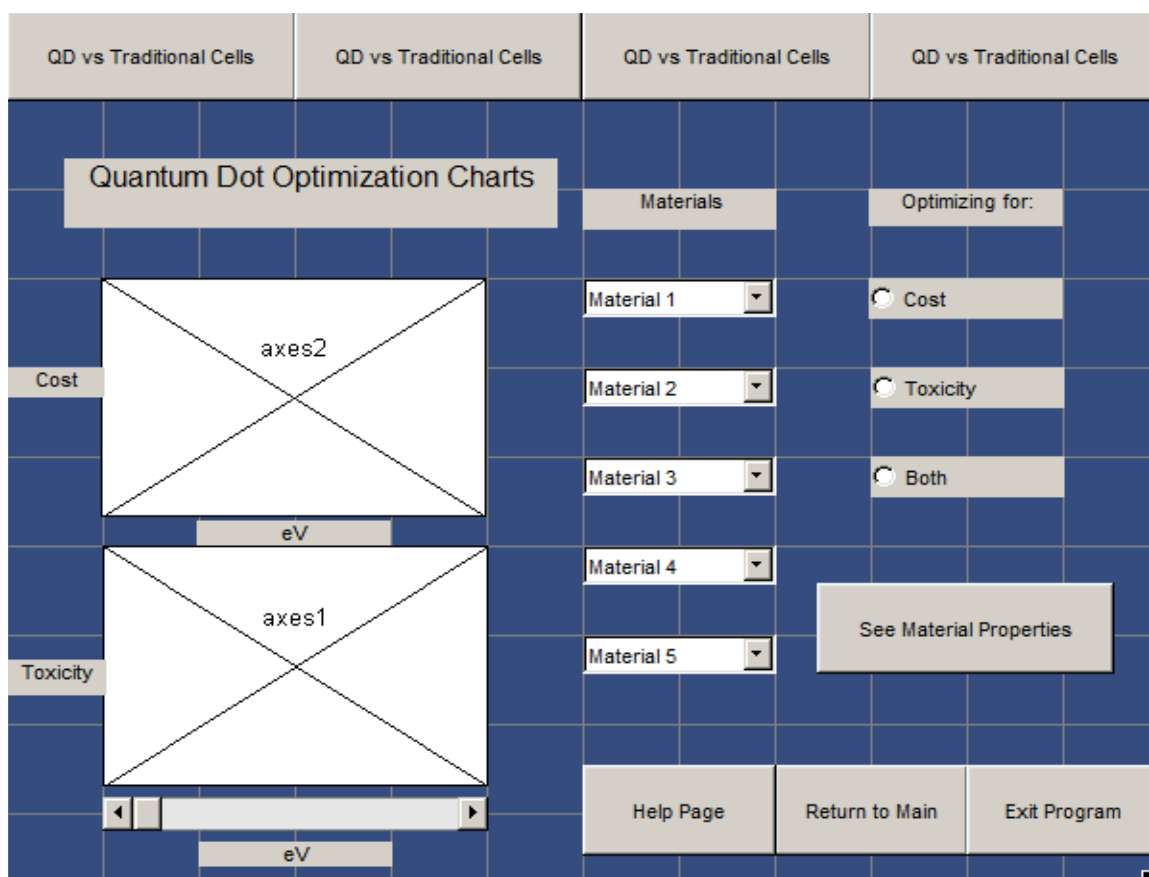 QD vs Traditional Cells
QD vs Traditional Cells
QD vs Traditional Cells
QD vs Traditional Cells
Quantum Dot Optimization Charts
Materials
Optimizing for:
axes2
Cost
eV
axes1
Toxicity
eV
Material 1
Material 2
Material 3
Material 4
Material 5
Cost
Toxicity
Both
See Material Properties
Help Page
Return to Main
Exit Program